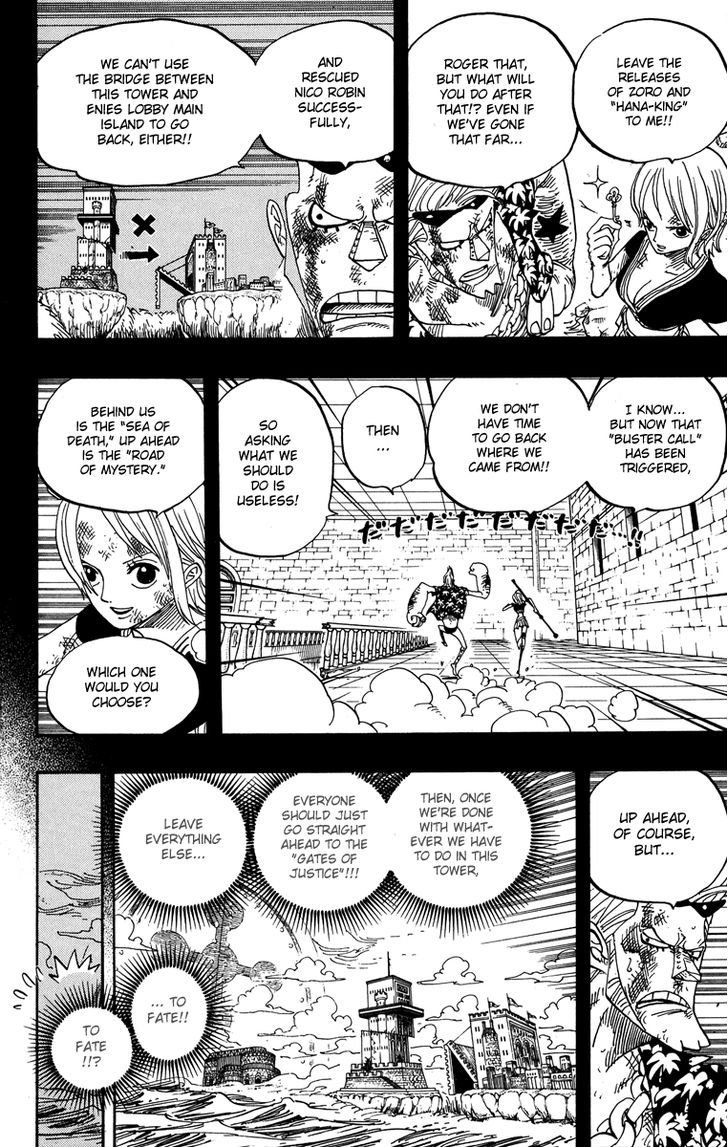 LEAVE
THE RELEASES
OF ZORO AND
"HANA-KING"
TO ME!!
ROGER THAT,
BUT WHAT WILL
YOU DO AFTER
THAT!? EVEN IF
WE'VE GONE
THAT FAR...
AND
RESCUED
NICO ROBIN
SUCCESS-
FULLY,
WE CAN'T USE
THE BRIDGE BETWEEN
THIS TOWER AND
ENIES LOBBY MAIN
ISLAND TO GO
BACK, EITHER!!
I KNOW...
BUT NOW THAT
"BUSTER CALL"
HAS BEEN
TRIGGERED,
WE DON'T
HAVE TIME
TO GO BACK
WHERE WE
CAME FROM!!
THEN
...
SO
ASKING
WHAT WE
SHOULD
DO IS
USELESS!
だだだだだだだ…!!
BEHIND US
IS THE "SEA OF
DEATH," UP AHEAD
IS THE "ROAD
OF MYSTERY."
WHICH ONE
WOULD YOU
CHOOSE?
UP AHEAD,
OF COURSE,
BUT...
THEN, ONCE
WE'RE DONE
WITH WHAT-
EVER WE HAVE
TO DO IN THIS
TOWER,
EVERYONE
SHOULD JUST
GO STRAIGHT
AHEAD TO THE
"GATES OF
JUSTICE"!!!
LEAVE
EVERYTHING
ELSE...
... TO
FATE!!
TO
FATE
!!?